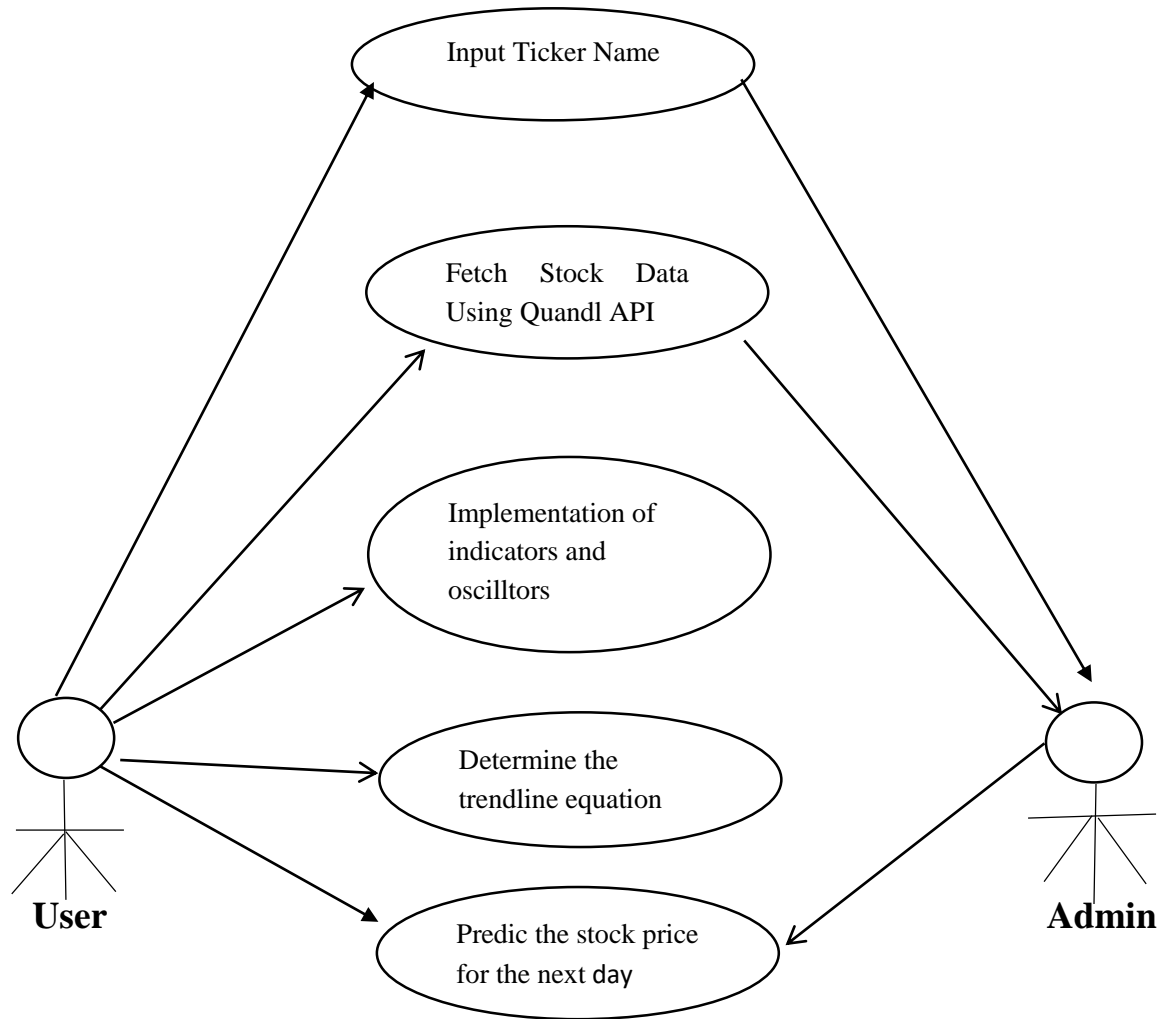 Input Ticker Name
Fetch Stock Data
Using Quandl API
Implementation of
indicators and
oscilltors
Determine the
trendline equation
User
Admin
Predic the stock price
for the next day